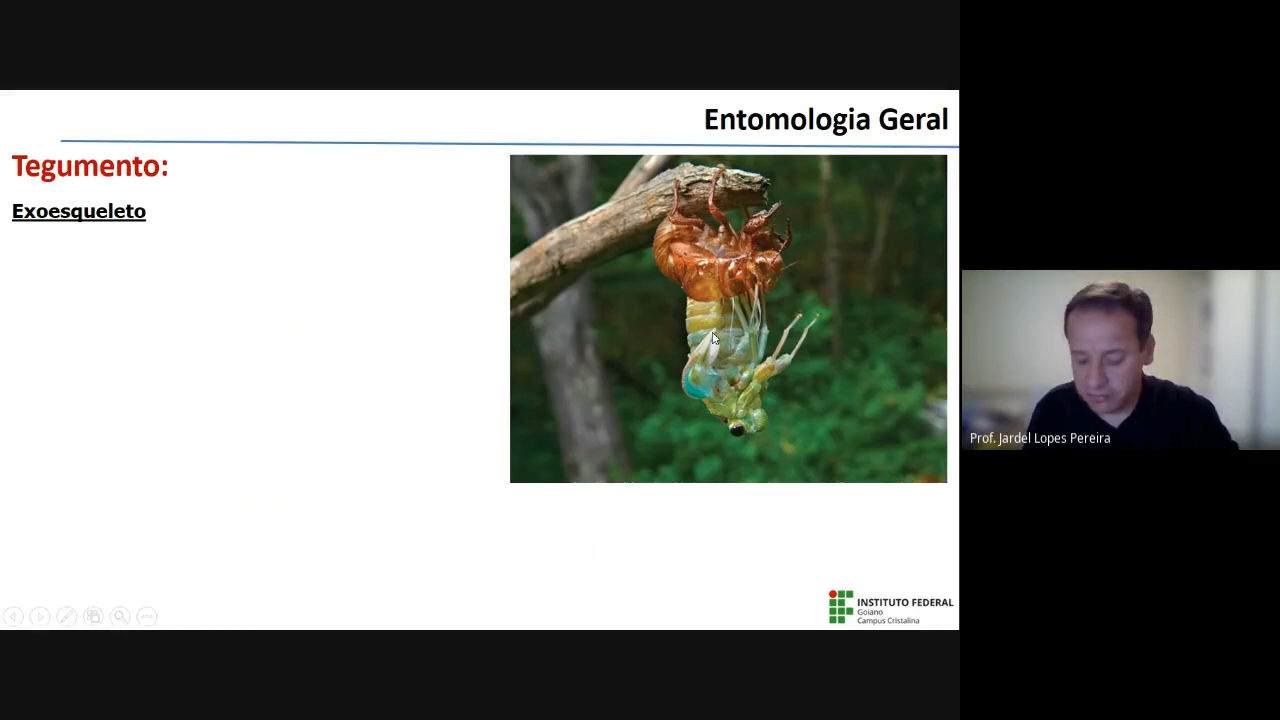 Entomologia Geral
Tegumento:
Exoesqueleto
Prof. Jardel Lopes Pereira
INSTITUTO FEDERAL
Goiano
Campus Cristalina